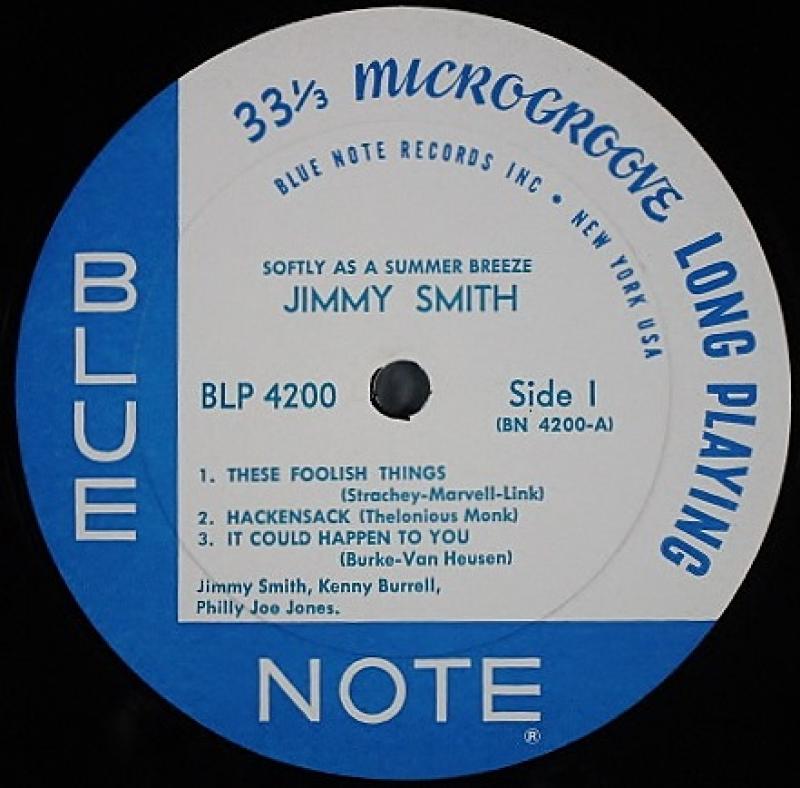 33⅓ MICROGROOVE LONG PLAYING
BLUE NOTE RECORDS INC • NEW YORK USA
SOFTLY AS A SUMMER BREEZE
JIMMY SMITH
BLP 4200
Side 1
(BN 4200-A)
1. THESE FOOLISH THINGS
(Strachey-Marvell-Link)
2. HACKENSACK (Thelonious Monk)
3. IT COULD HAPPEN TO YOU
(Burke-Van Heusen)
Jimmy Smith, Kenny Burrell,
Philly Joe Jones.
BLUE
NOTE
®